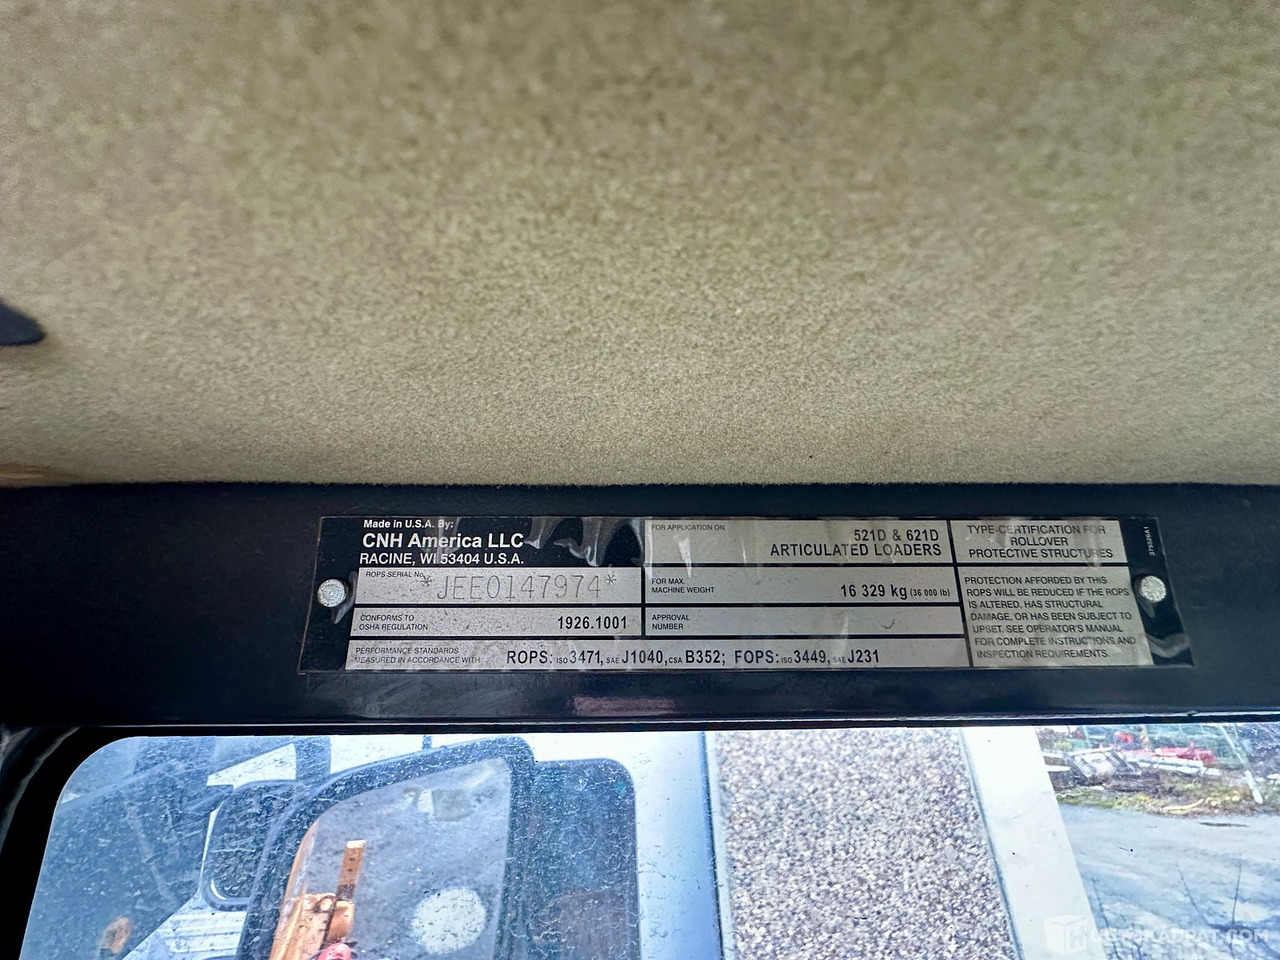 Made in U.S.A. By:
CNH America LLC
RACINE, WI 53404 U.S.A.
ROPS SERIAL No.
*JEE0147974*
CONFORMS TO
OSHA REGULATION
1926.1001
PERFORMANCE STANDARDS
MEASURED IN ACCORDANCE WITH
ROPS: ISO 3471, SAE J1040, CSA B352; FOPS: ISO 3449, SAE J231
FOR APPLICATION ON
521D & 621D
ARTICULATED LOADERS
FOR MAX.
MACHINE WEIGHT
16 329 kg (36 000 lb)
APPROVAL
NUMBER
TYPE-CERTIFICATION FOR
ROLLOVER
PROTECTIVE STRUCTURES
PROTECTION AFFORDED BY THIS
ROPS WILL BE REDUCED IF THE ROPS
IS ALTERED, HAS STRUCTURAL
DAMAGE, OR HAS BEEN SUBJECT TO
UPSET. SEE OPERATOR'S MANUAL
FOR COMPLETE INSTRUCTIONS AND
INSPECTION REQUIREMENTS.